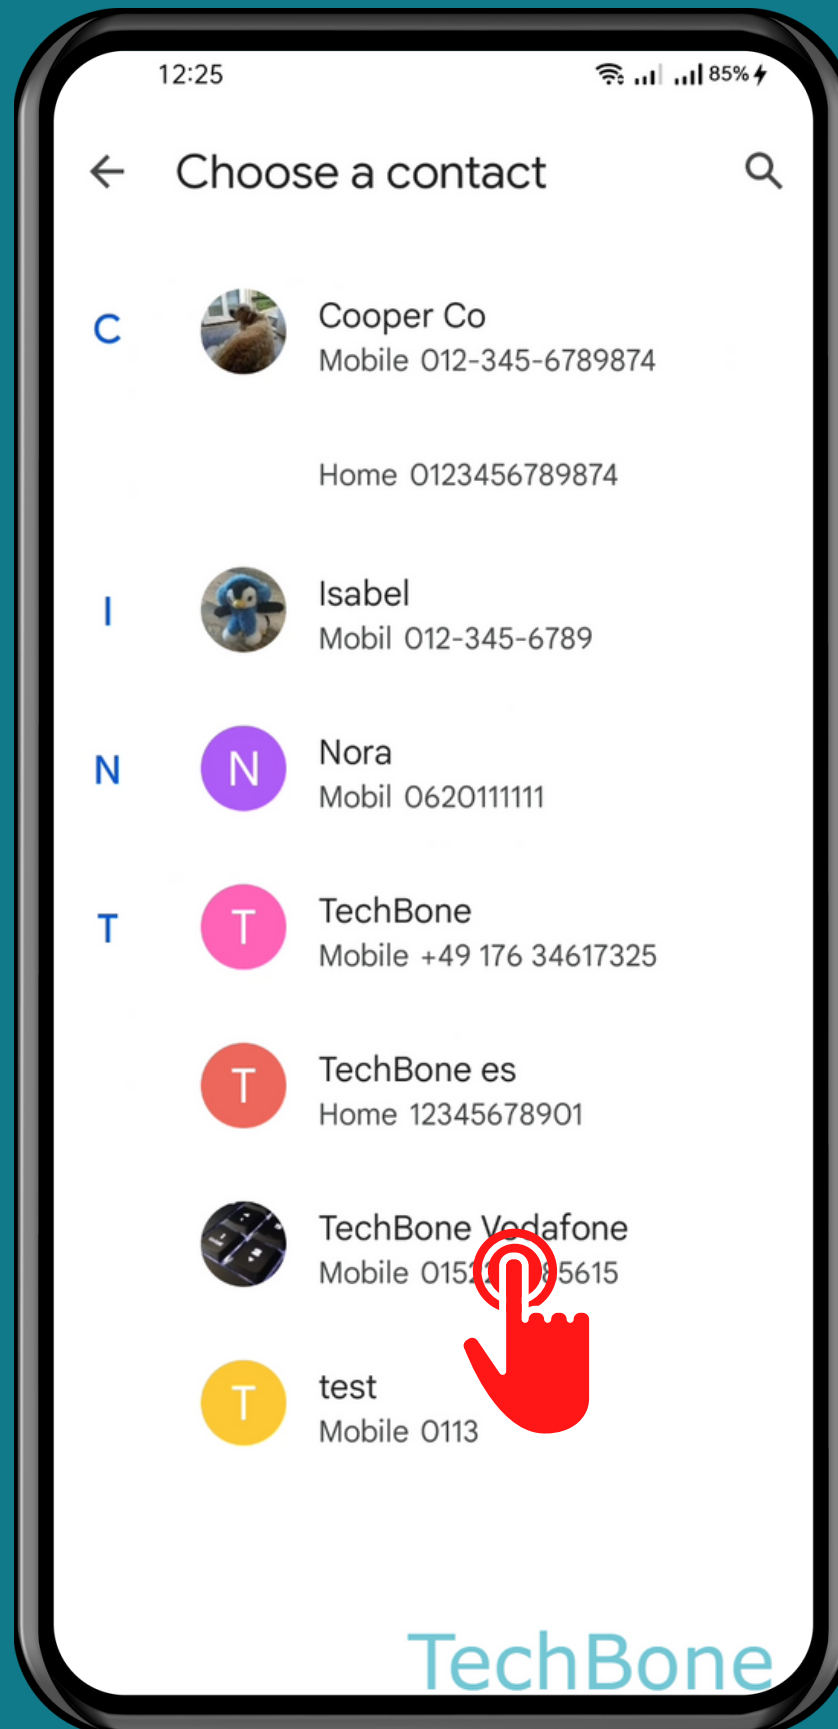 12:25
85%
Choose a contact
C
Cooper Co
Mobile 012-345-6789874
Home 0123456789874
I
Isabel
Mobil 012-345-6789
N
N
Nora
Mobil 0620111111
T
T
TechBone
Mobile +49 176 34617325
T
TechBone es
Home 12345678901
TechBone Vodafone
Mobile
T
test
Mobile 0113
TechBone